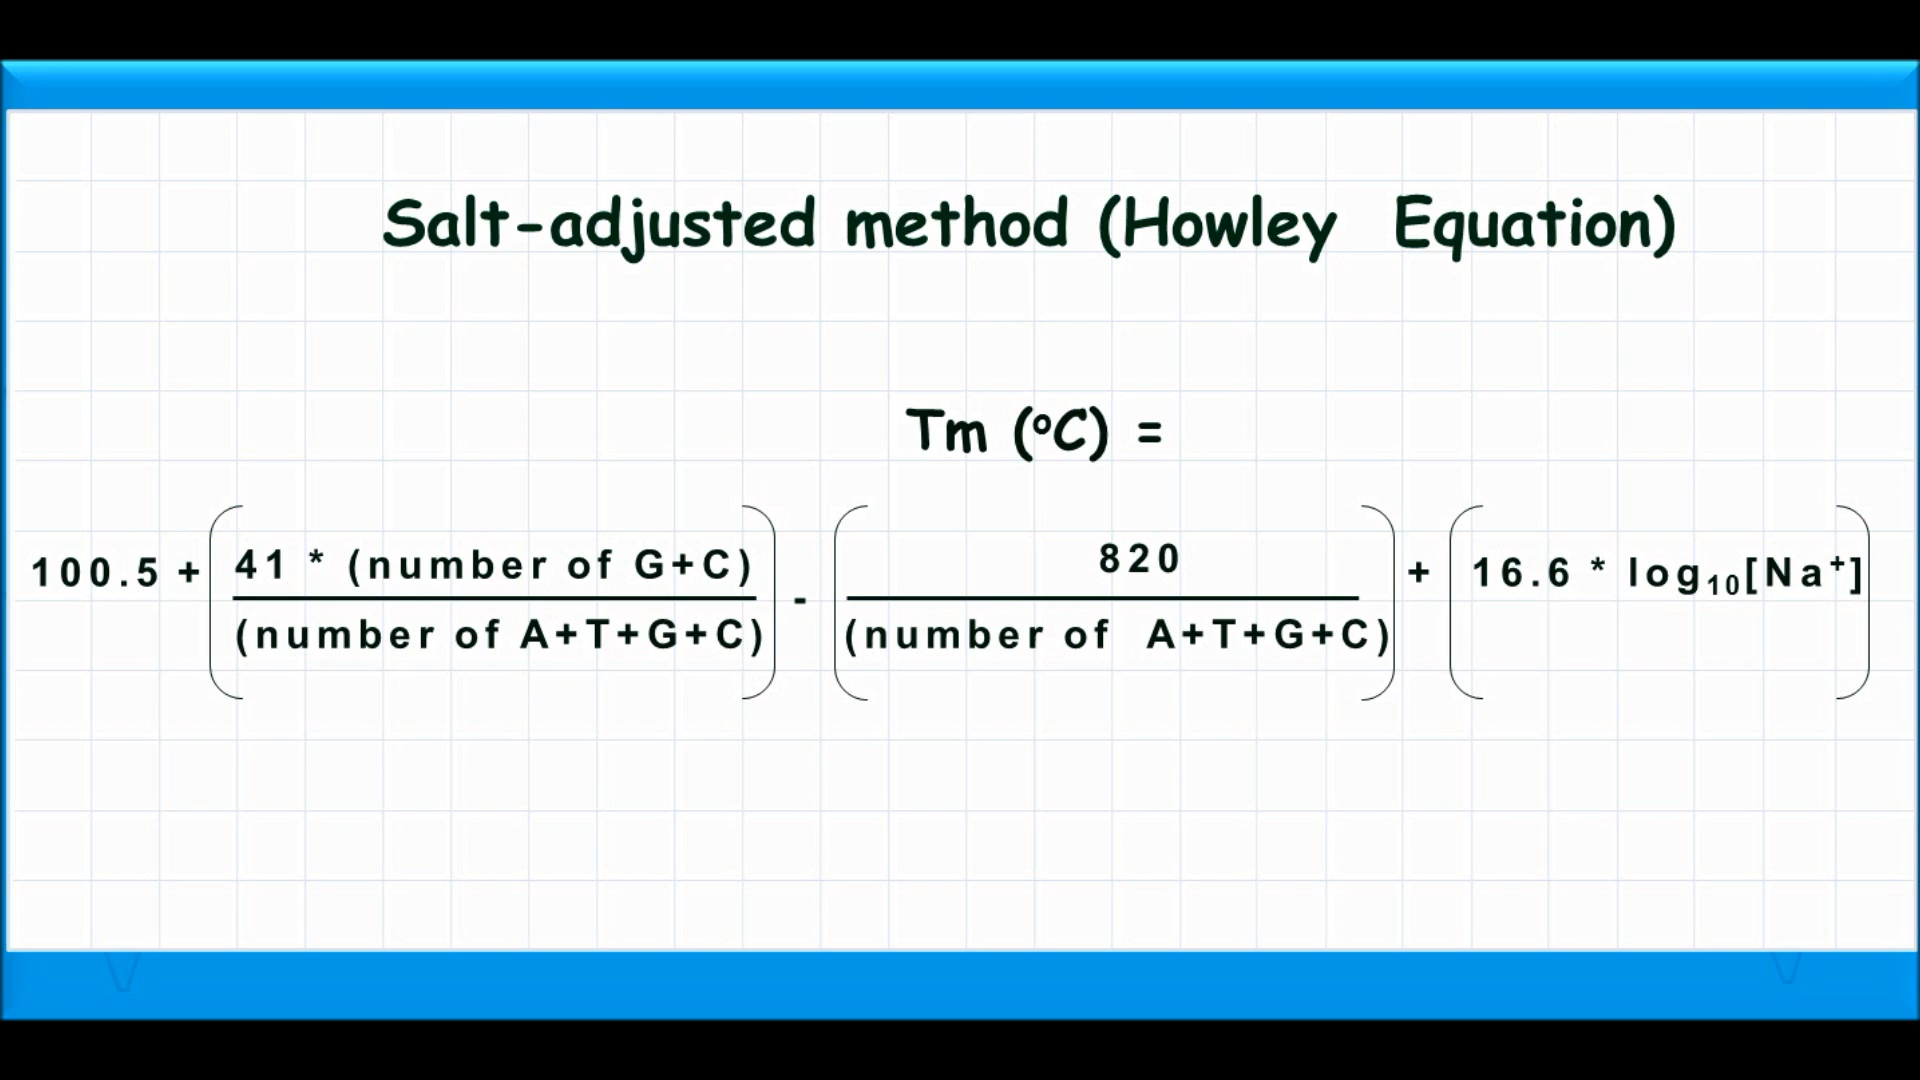 Salt-adjusted method (Howley Equation)
Tm (ᵒC) =
100.5 + (41 * (number of G+C) / (number of A+T+G+C)) - (820 / (number of A+T+G+C)) + (16.6 * log₁₀[Na⁺])